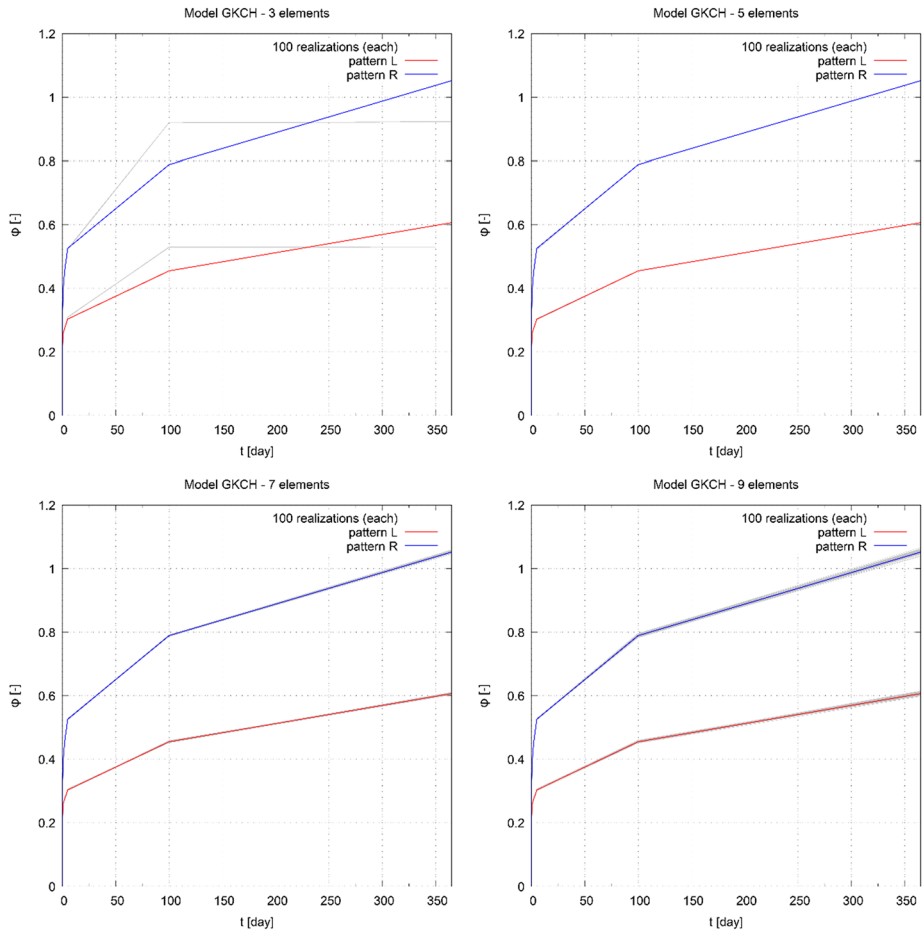 Model GKCH - 3 elements
1.2
1
0.8
0.6
0.4
0.2
0
φ [-]
100 realizations (each)
pattern L
pattern R
0 50 100 150 200 250 300 350
t [day]
Model GKCH - 5 elements
1.2
1
0.8
0.6
0.4
0.2
0
φ [-]
100 realizations (each)
pattern L
pattern R
0 50 100 150 200 250 300 350
t [day]
Model GKCH - 7 elements
1.2
1
0.8
0.6
0.4
0.2
0
φ [-]
100 realizations (each)
pattern L
pattern R
0 50 100 150 200 250 300 350
t [day]
Model GKCH - 9 elements
1.2
1
0.8
0.6
0.4
0.2
0
φ [-]
100 realizations (each)
pattern L
pattern R
0 50 100 150 200 250 300 350
t [day]